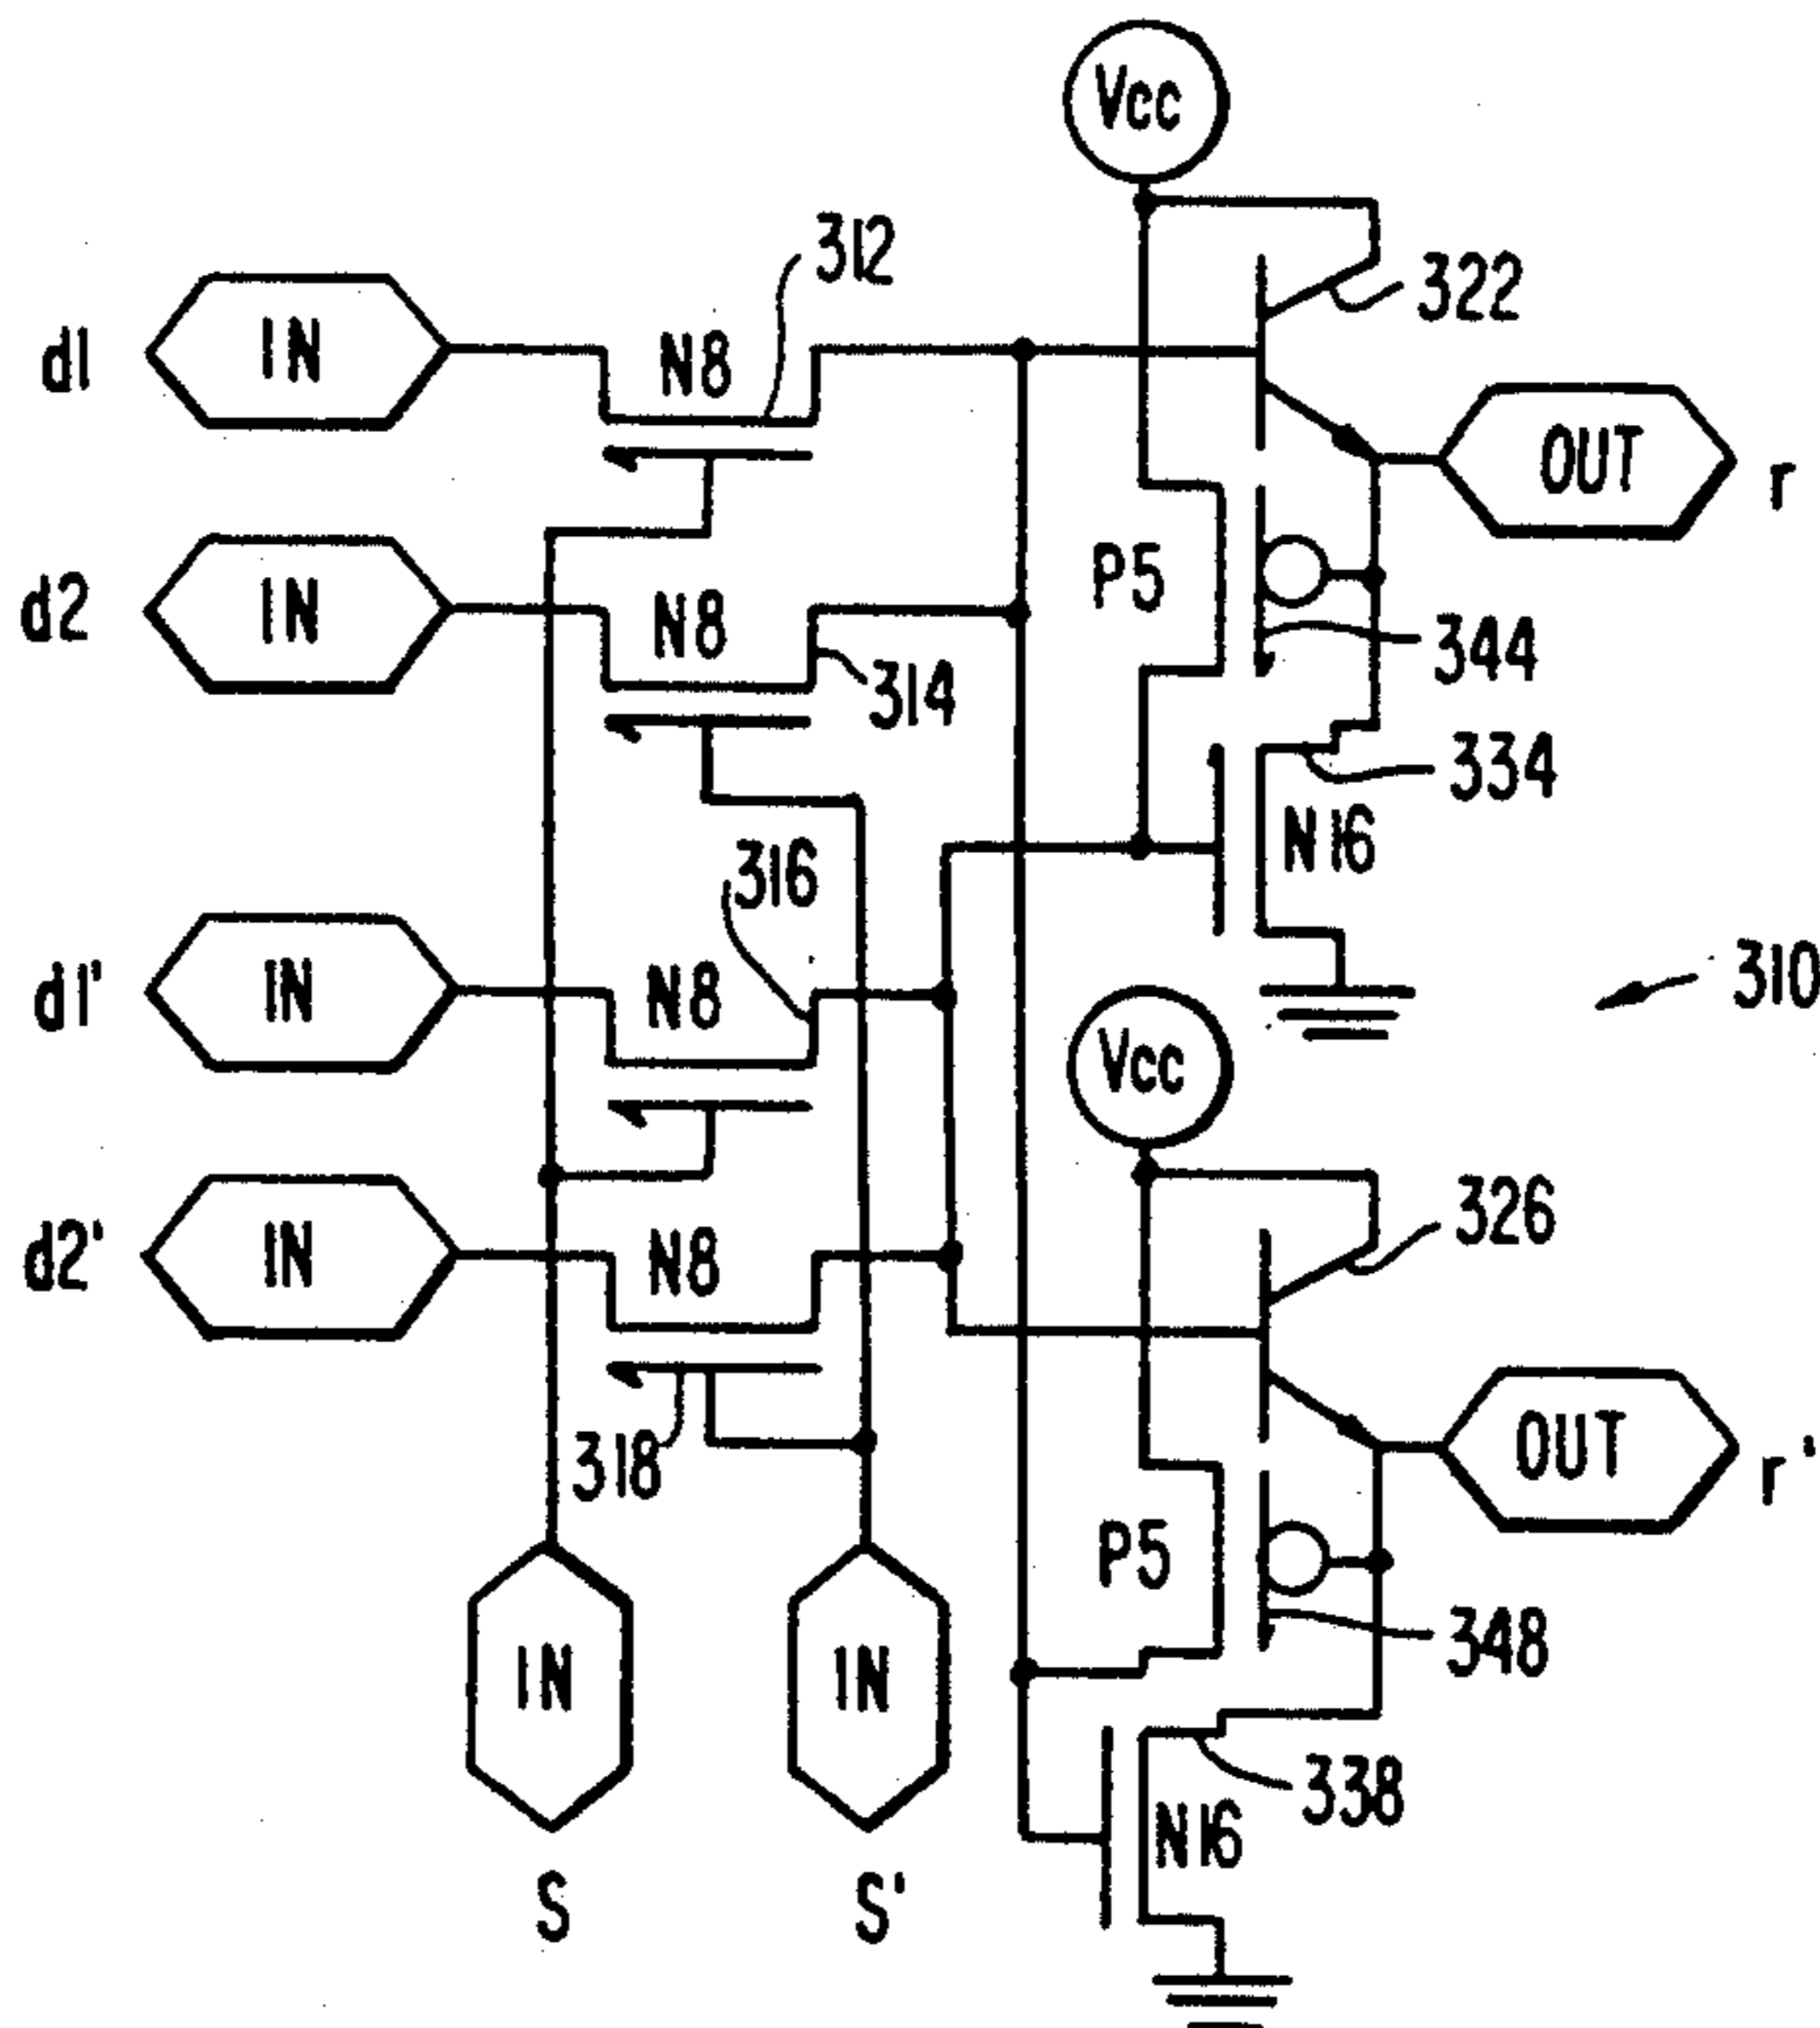 Vcc
312
322
d1
IN
N8
OUT
r
d2
IN
N8
P5
314
344
334
316
N16
d1'
IN
N8
310
Vcc
d2'
IN
N8
326
318
OUT
r'
P5
348
IN
IN
338
N16
S
S'